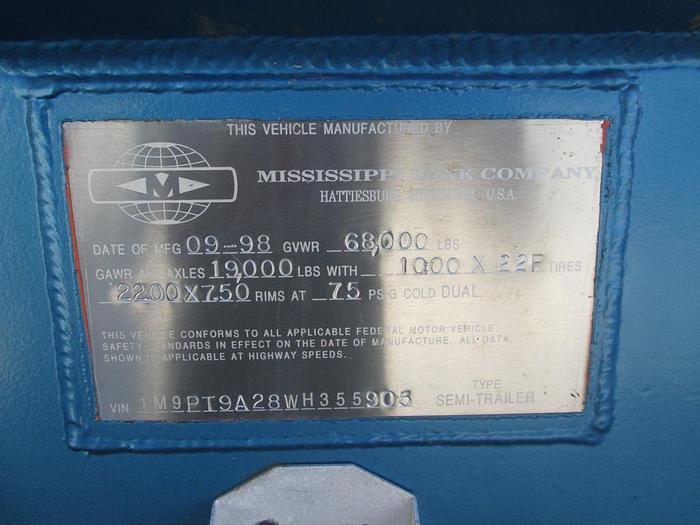 THIS VEHICLE MANUFACTURED BY
M
MISSISSIPPI TANK COMPANY
HATTIESBURG, MISSISSIPPI, U.S.A.
DATE OF MFG 09-98 GVWR 68,000 LBS
GAWR ALL AXLES 19,000 LBS WITH 1000 X 22F TIRES
2200X7.50 RIMS AT 75 PSIG COLD DUAL
THIS VEHICLE CONFORMS TO ALL APPLICABLE FEDERAL MOTOR VEHICLE
SAFETY STANDARDS IN EFFECT ON THE DATE OF MANUFACTURE. ALL DATA
SHOWN IS APPLICABLE AT HIGHWAY SPEEDS.
TYPE
VIN 1M9PT9A28WH355905 SEMI-TRAILER